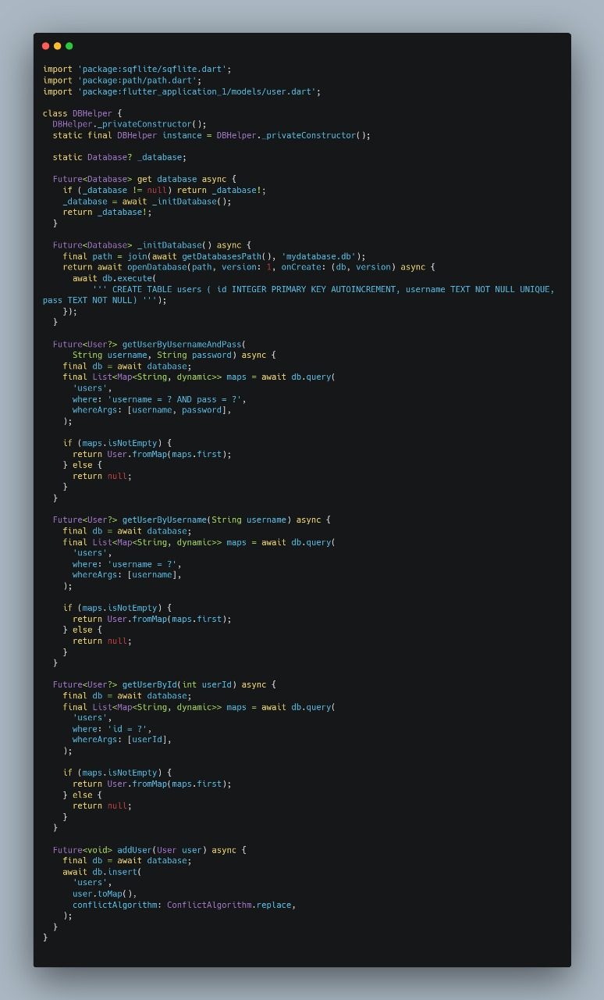 import 'package:sqflite/sqflite.dart';
import 'package:path/path.dart';
import 'package:flutter_application_1/models/user.dart';

class DBHelper {
  DBHelper._privateConstructor();
  static final DBHelper instance = DBHelper._privateConstructor();

  static Database? _database;

  Future<Database> get database async {
    if (_database != null) return _database!;
    _database = await _initDatabase();
    return _database!;
  }

  Future<Database> _initDatabase() async {
    final path = join(await getDatabasesPath(), 'mydatabase.db');
    return await openDatabase(path, version: 1, onCreate: (db, version) async {
      await db.execute(
          ''' CREATE TABLE users ( id INTEGER PRIMARY KEY AUTOINCREMENT, username TEXT NOT NULL UNIQUE,
pass TEXT NOT NULL) ''');
    });
  }

  Future<User?> getUserByUsernameAndPass(
      String username, String password) async {
    final db = await database;
    final List<Map<String, dynamic>> maps = await db.query(
      'users',
      where: 'username = ? AND pass = ?',
      whereArgs: [username, password],
    );

    if (maps.isNotEmpty) {
      return User.fromMap(maps.first);
    } else {
      return null;
    }
  }

  Future<User?> getUserByUsername(String username) async {
    final db = await database;
    final List<Map<String, dynamic>> maps = await db.query(
      'users',
      where: 'username = ?',
      whereArgs: [username],
    );

    if (maps.isNotEmpty) {
      return User.fromMap(maps.first);
    } else {
      return null;
    }
  }

  Future<User?> getUserById(int userId) async {
    final db = await database;
    final List<Map<String, dynamic>> maps = await db.query(
      'users',
      where: 'id = ?',
      whereArgs: [userId],
    );

    if (maps.isNotEmpty) {
      return User.fromMap(maps.first);
    } else {
      return null;
    }
  }

  Future<void> addUser(User user) async {
    final db = await database;
    await db.insert(
      'users',
      user.toMap(),
      conflictAlgorithm: ConflictAlgorithm.replace,
    );
  }
}